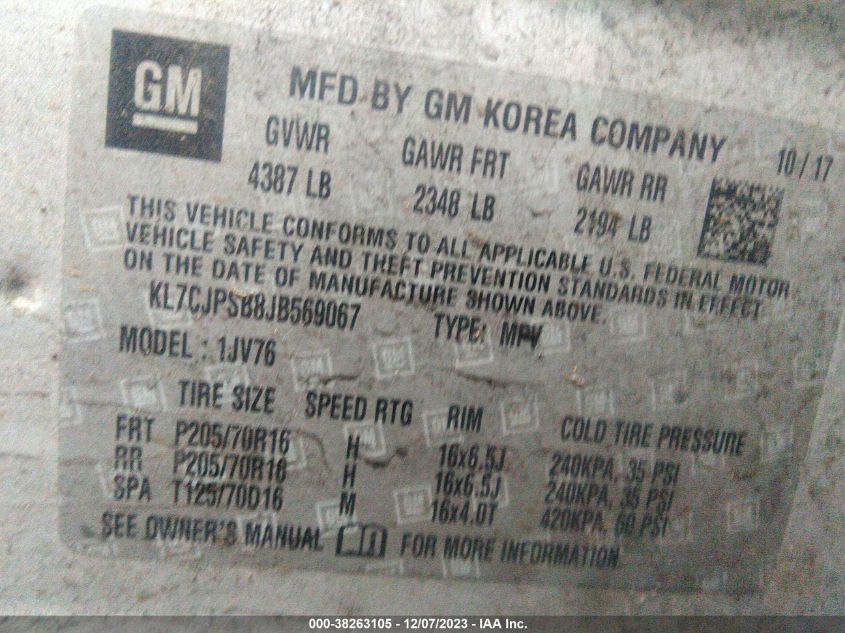 GM
MFD BY GM KOREA COMPANY
10/17
GVWR GAWR FRT GAWR RR
4387 LB 2348 LB 2194 LB
THIS VEHICLE CONFORMS TO ALL APPLICABLE U.S. FEDERAL MOTOR
VEHICLE SAFETY AND THEFT PREVENTION STANDARDS IN EFFECT
ON THE DATE OF MANUFACTURE SHOWN ABOVE.
KL7CJPSB8JB569067 TYPE: MPV
MODEL : 1JV76
TIRE SIZE SPEED RTG RIM COLD TIRE PRESSURE
FRT P205/70R16 H 16x6.5J 240KPA, 35 PSI
RR P205/70R16 H 16x6.5J 240KPA, 35 PSI
SPA T125/70D16 M 16x4.0T 420KPA, 60 PSI
SEE OWNER'S MANUAL FOR MORE INFORMATION
000-38263105 - 12/07/2023 - IAA Inc.